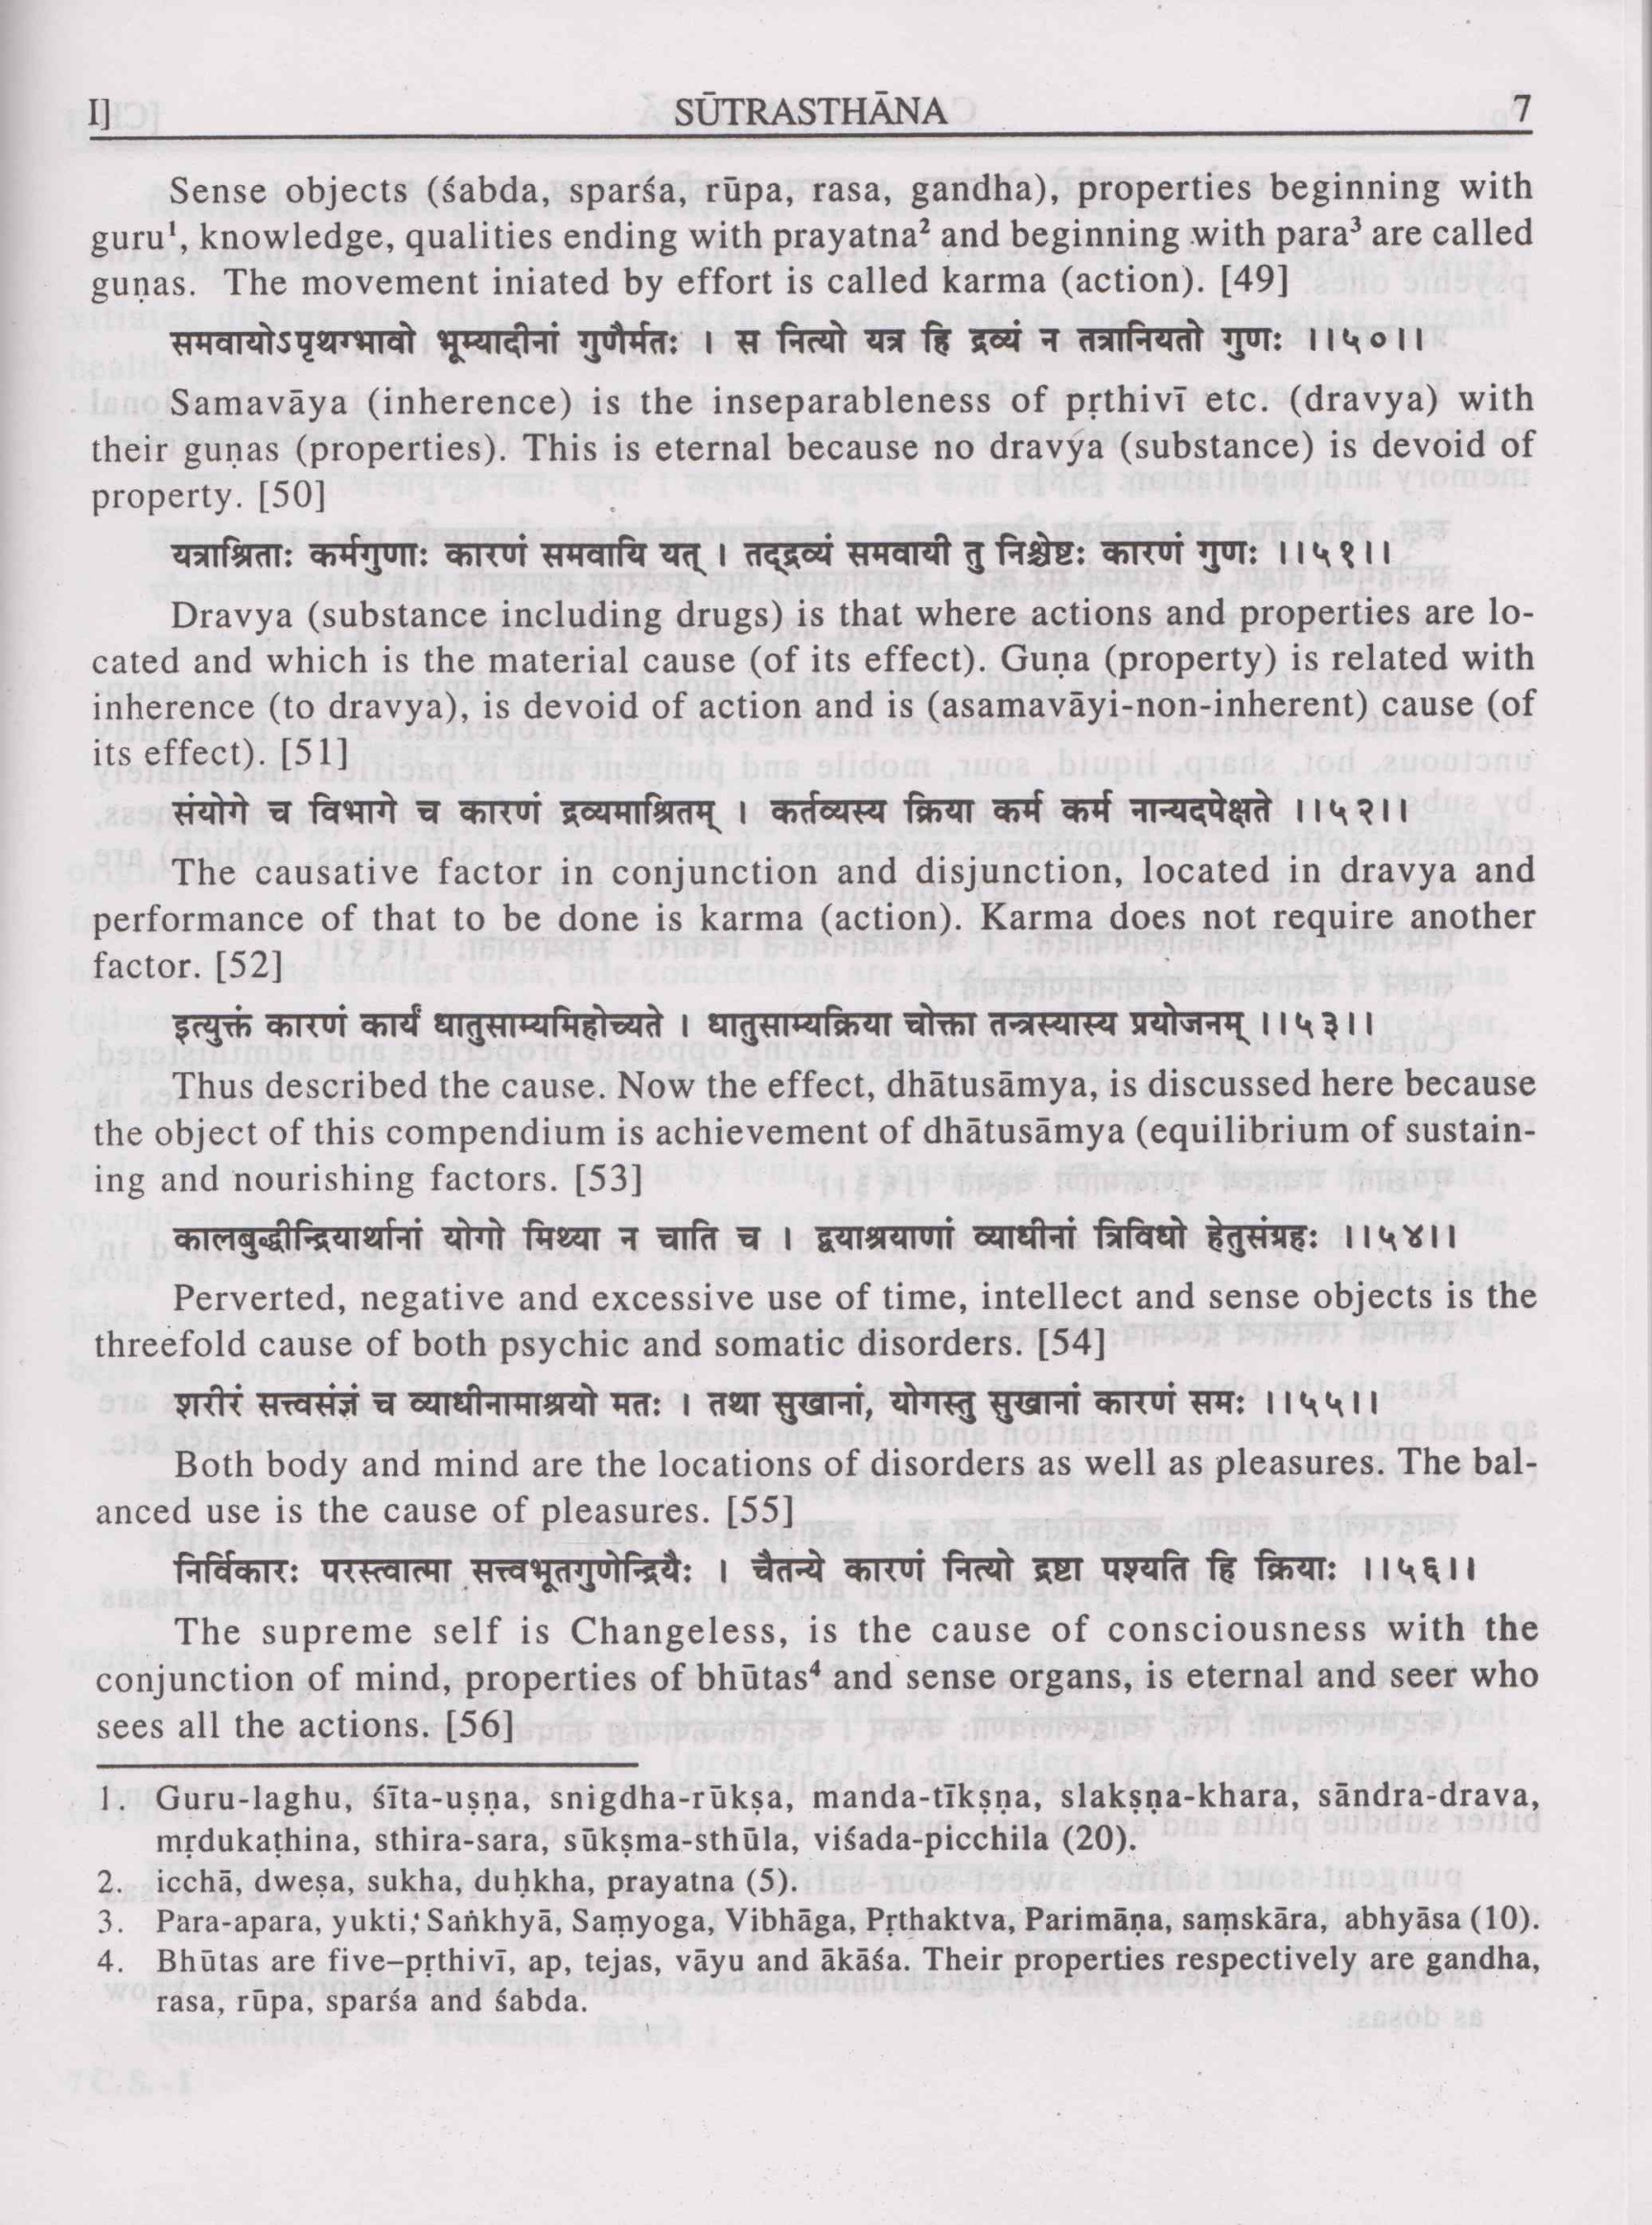 I]
SŪTRASTHĀNA
7
Sense objects (śabda, sparśa, rūpa, rasa, gandha), properties beginning with
guru¹, knowledge, qualities ending with prayatna² and beginning with para³ are called
guṇas. The movement iniated by effort is called karma (action). [49]
समवायोऽपृथग्भावो भूम्यादीनां गुणैर्मतः । स नित्यो यत्र हि द्रव्यं न तत्रानियतो गुणः ।।५०।।
Samavāya (inherence) is the inseparableness of pṛthivī etc. (dravya) with
their guṇas (properties). This is eternal because no dravya (substance) is devoid of
property. [50]
यत्राश्रिताः कर्मगुणाः कारणं समवायि यत् । तद्द्रव्यं समवायी तु निश्चेष्टः कारणं गुणः ।।५१।।
Dravya (substance including drugs) is that where actions and properties are lo-
cated and which is the material cause (of its effect). Guṇa (property) is related with
inherence (to dravya), is devoid of action and is (asamavāyi-non-inherent) cause (of
its effect). [51]
संयोगे च विभागे च कारणं द्रव्यमाश्रितम् । कर्तव्यस्य क्रिया कर्म कर्म नान्यदपेक्षते ।।५२।।
The causative factor in conjunction and disjunction, located in dravya and
performance of that to be done is karma (action). Karma does not require another
factor. [52]
इत्युक्तं कारणं कार्यं धातुसाम्यमिहोच्यते । धातुसाम्यक्रिया चोक्ता तन्त्रस्यास्य प्रयोजनम् ।।५३।।
Thus described the cause. Now the effect, dhātusāmya, is discussed here because
the object of this compendium is achievement of dhātusāmya (equilibrium of sustain-
ing and nourishing factors. [53]
कालबुद्धीन्द्रियार्थानां योगो मिथ्या न चाति च । द्वयाश्रयाणां व्याधीनां त्रिविधो हेतुसंग्रहः ।।५४।।
Perverted, negative and excessive use of time, intellect and sense objects is the
threefold cause of both psychic and somatic disorders. [54]
शरीरं सत्त्वसंज्ञं च व्याधीनामाश्रयो मतः । तथा सुखानां, योगस्तु सुखानां कारणं समः ।।५५।।
Both body and mind are the locations of disorders as well as pleasures. The bal-
anced use is the cause of pleasures. [55]
निर्विकारः परस्त्वात्मा सत्त्वभूतगुणेन्द्रियैः । चैतन्ये कारणं नित्यो द्रष्टा पश्यति हि क्रियाः ।।५६।।
The supreme self is Changeless, is the cause of consciousness with the
conjunction of mind, properties of bhūtas⁴ and sense organs, is eternal and seer who
sees all the actions. [56]
1. Guru-laghu, śīta-uṣṇa, snigdha-rūkṣa, manda-tīkṣṇa, slakṣṇa-khara, sāndra-drava,
mṛdukaṭhina, sthira-sara, sūkṣma-sthūla, viśada-picchila (20).
2. icchā, dweṣa, sukha, duḥkha, prayatna (5).
3. Para-apara, yukti; Saṅkhyā, Saṃyoga, Vibhāga, Pṛthaktva, Parimāṇa, saṃskāra, abhyāsa (10).
4. Bhūtas are five–pṛthivī, ap, tejas, vāyu and ākāśa. Their properties respectively are gandha,
rasa, rūpa, sparśa and śabda.